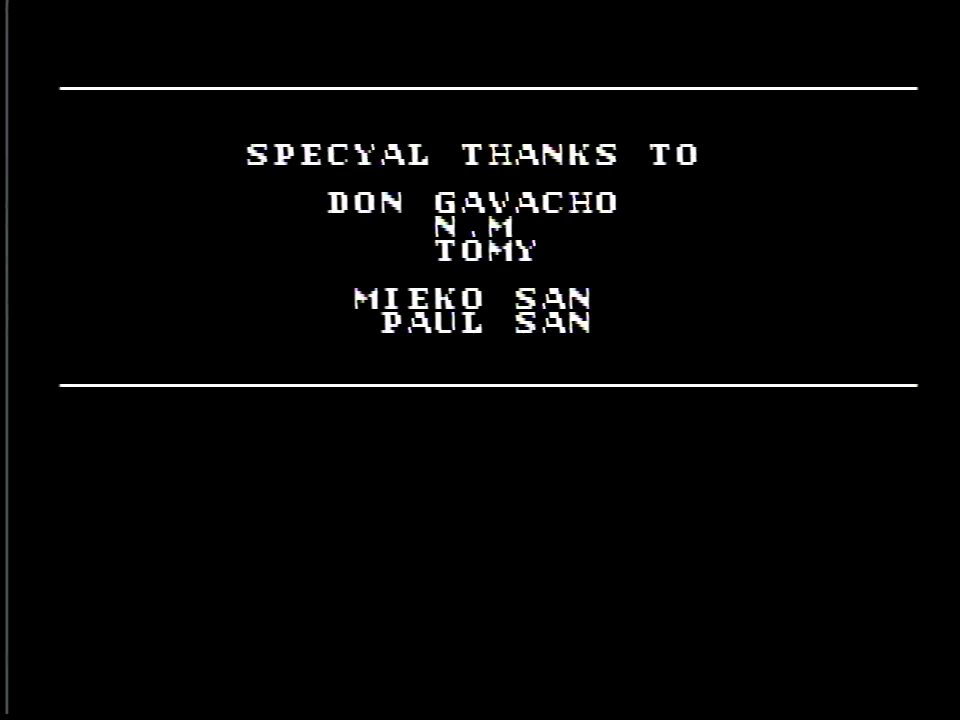 SPECYAL THANKS TO
DON GAVACHO
N.M
TOMY
MIEKO SAN
PAUL SAN